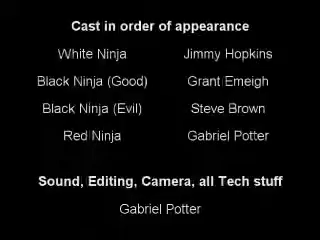 Cast in order of appearance
White Ninja Jimmy Hopkins
Black Ninja (Good) Grant Emeigh
Black Ninja (Evil) Steve Brown
Red Ninja Gabriel Potter
Sound, Editing, Camera, all Tech stuff
Gabriel Potter